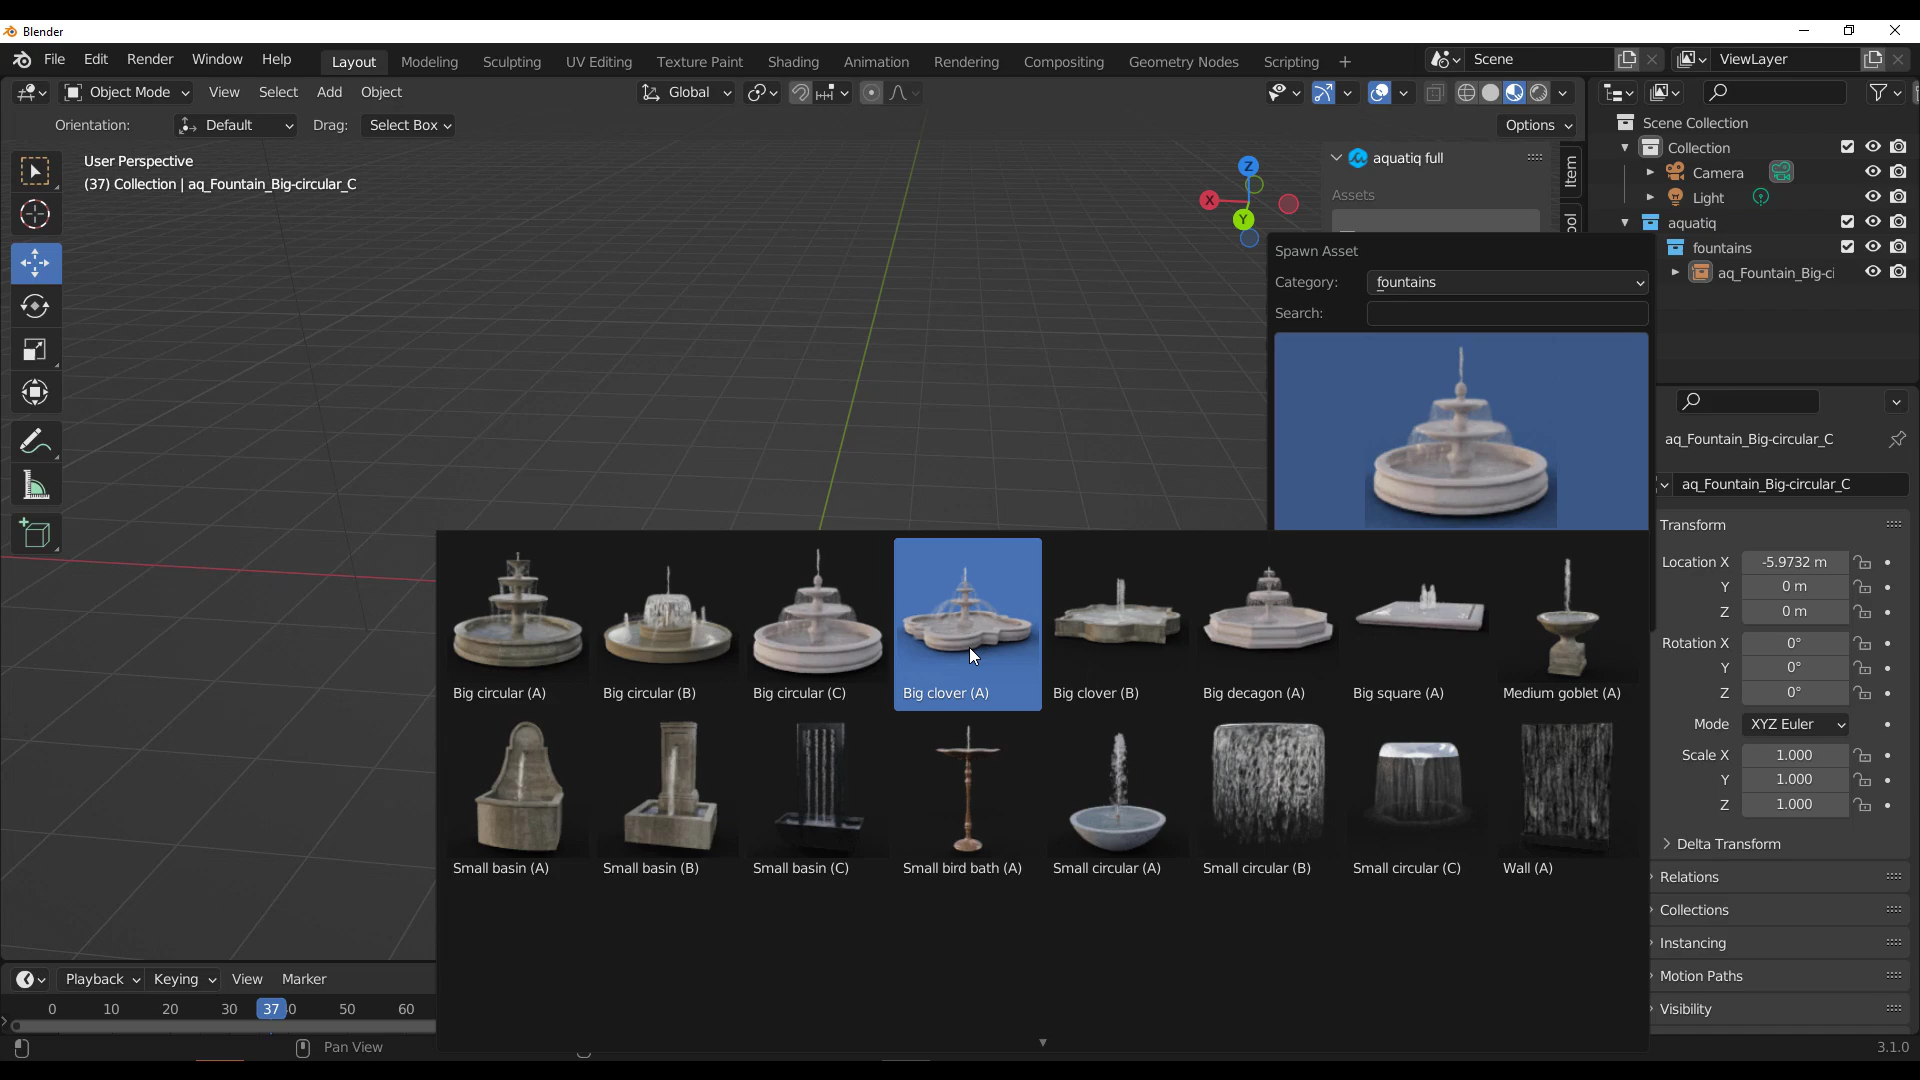 Blender
File Edit Render Window Help Layout Modeling Sculpting UV Editing Texture Paint Shading Animation Rendering Compositing Geometry Nodes Scripting + Scene ViewLayer
Object Mode View Select Add Object Global
Orientation: Default Drag: Select Box Options
User Perspective
(37) Collection | aq_Fountain_Big-circular_C
Z
X
Y
aquatiq full
Assets
Item
Scene Collection
Collection
Camera
Light
aquatiq
fountains
aq_Fountain_Big-ci
Spawn Asset
Category: fountains
Search:
Big circular (A) Big circular (B) Big circular (C) Big clover (A) Big clover (B) Big decagon (A) Big square (A) Medium goblet (A)
Small basin (A) Small basin (B) Small basin (C) Small bird bath (A) Small circular (A) Small circular (B) Small circular (C) Wall (A)
aq_Fountain_Big-circular_C
aq_Fountain_Big-circular_C
Transform
Location X -5.9732 m
Y 0 m
Z 0 m
Rotation X 0°
Y 0°
Z 0°
Mode XYZ Euler
Scale X 1.000
Y 1.000
Z 1.000
Delta Transform
Relations
Collections
Instancing
Motion Paths
Visibility
Playback Keying View Marker
0 10 20 30 37 50 60
Pan View
3.1.0